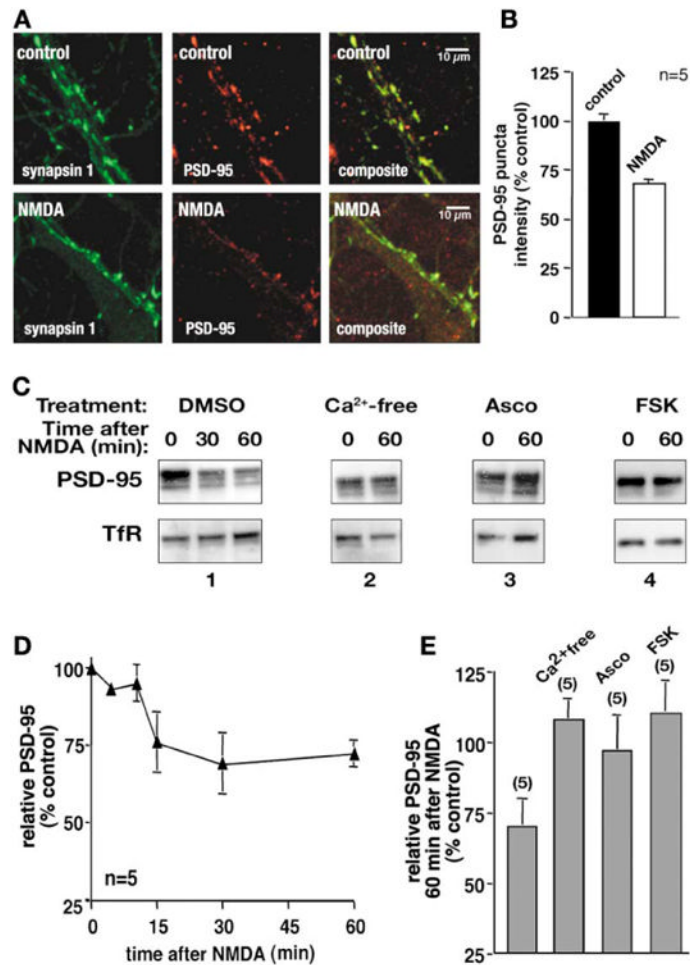 A
control
synapsin 1
control
PSD-95
control
10 µm
composite
NMDA
synapsin 1
NMDA
PSD-95
NMDA
10 µm
composite
B
n=5
PSD-95 puncta
intensity (% control)
125
100
75
50
25
0
control
NMDA
C
Treatment: DMSO Ca²⁺-free Asco FSK
Time after
NMDA (min): 0 30 60 0 60 0 60 0 60
PSD-95
TfR
1 2 3 4
D
relative PSD-95
(% control)
100
75
50
25
n=5
0 15 30 45 60
time after NMDA (min)
E
relative PSD-95
60 min after NMDA
(% control)
125
100
75
25
(5)
Ca²⁺free
(5)
Asco
(5)
FSK
(5)